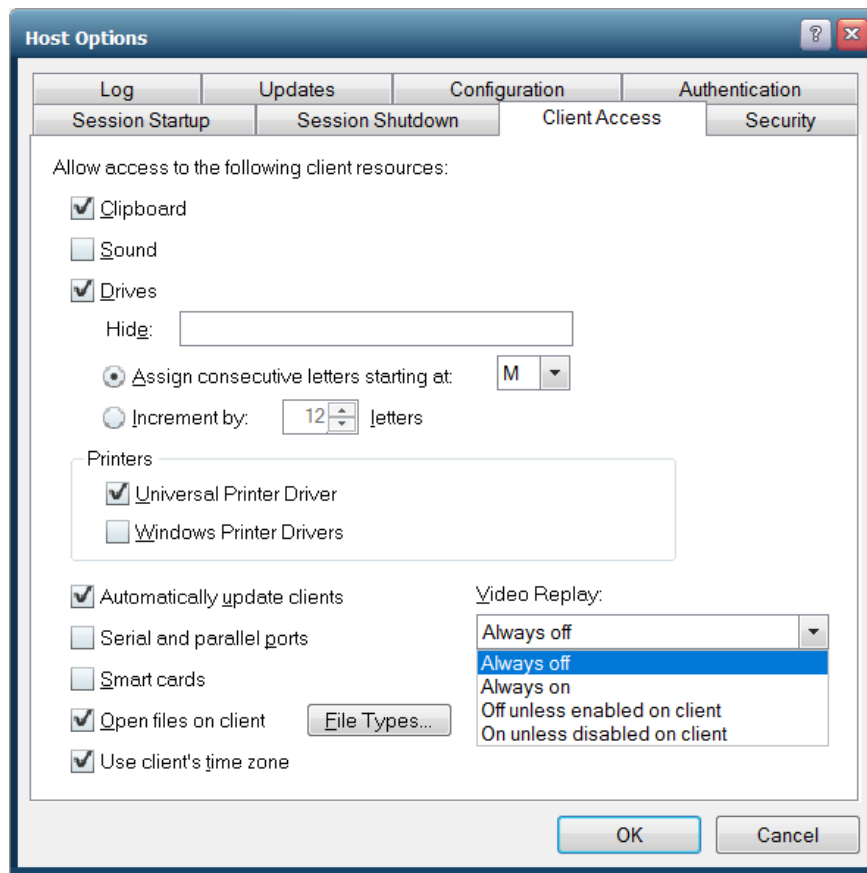 Host Options
Log Updates Configuration Authentication
Session Startup Session Shutdown Client Access Security
Allow access to the following client resources:
Clipboard
Sound
Drives
Hide:
Assign consecutive letters starting at: M
Increment by: 12 letters
Printers
Universal Printer Driver
Windows Printer Drivers
Automatically update clients
Video Replay:
Serial and parallel ports
Always off
Always off
Smart cards
Always on
Open files on client File Types...
Off unless enabled on client
On unless disabled on client
Use client's time zone
OK Cancel